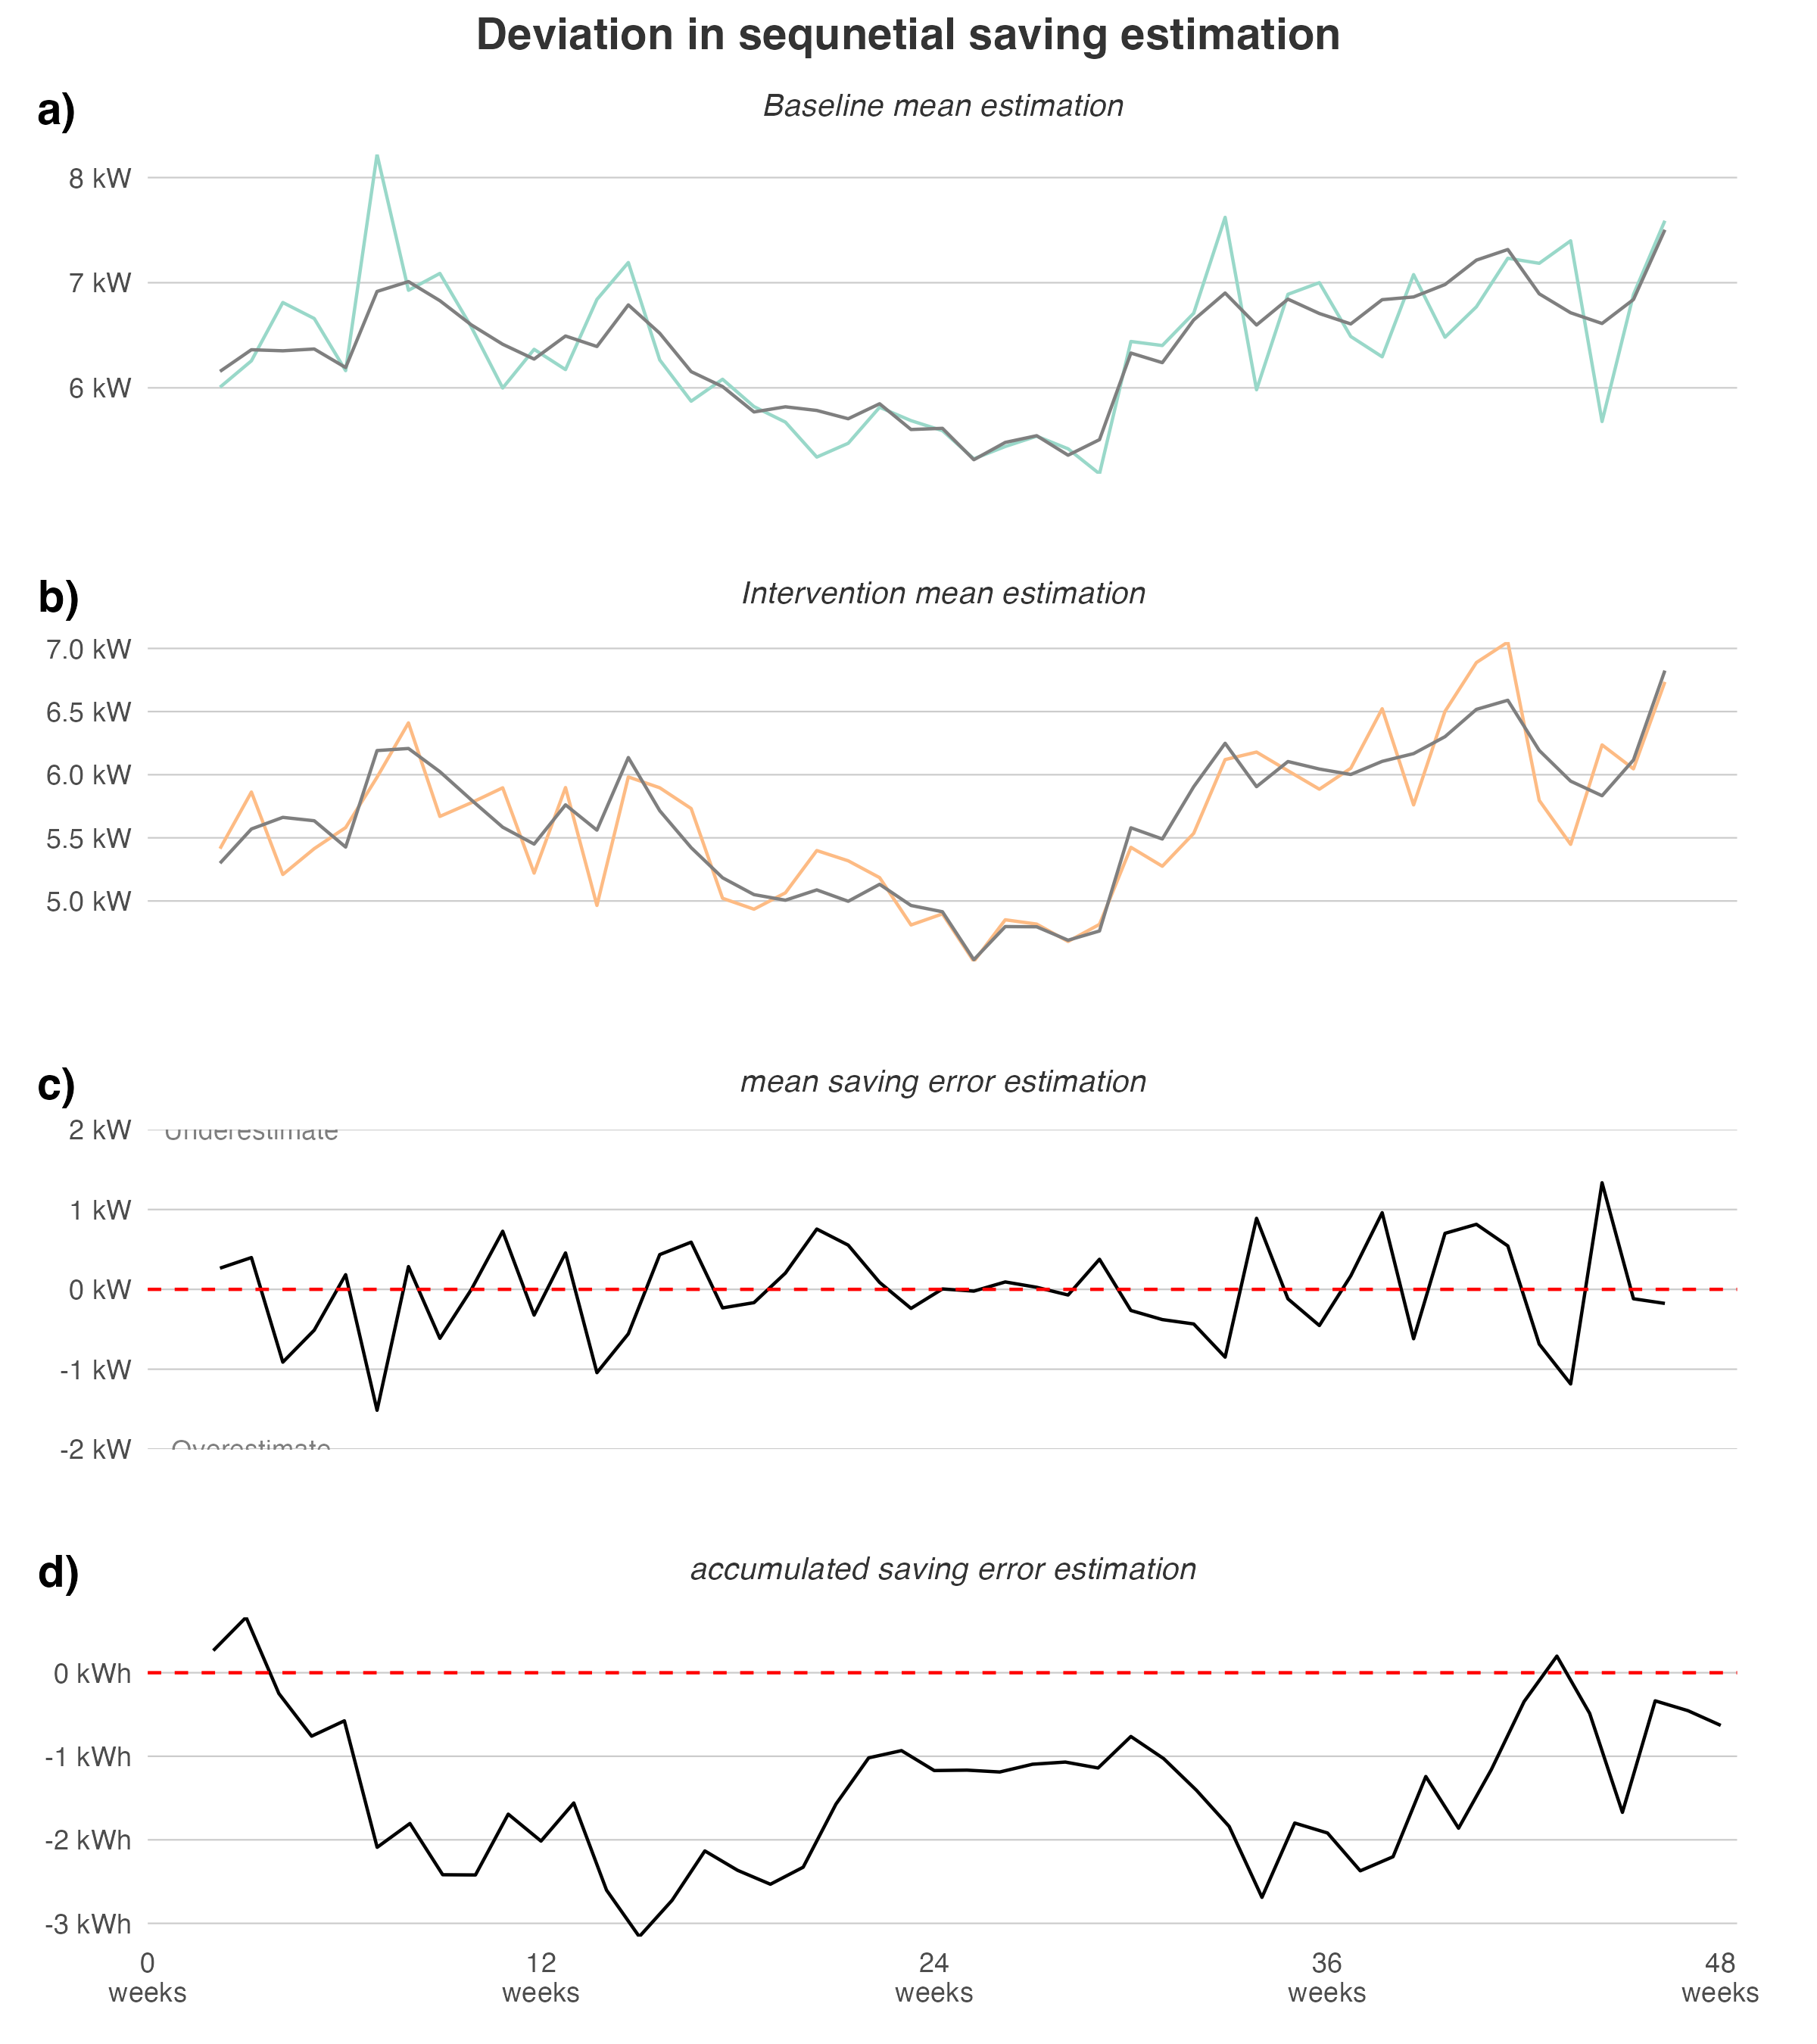 Deviation in sequnetial saving estimation
a)
Baseline mean estimation
8 kW
7 kW
6 kW
b)
Intervention mean estimation
7.0 kW
6.5 kW
6.0 kW
5.5 kW
5.0 kW
c)
mean saving error estimation
2 kW
Underestimate
1 kW
0 kW
-1 kW
-2 kW
Overestimate
d)
accumulated saving error estimation
0 kWh
-1 kWh
-2 kWh
-3 kWh
0 12 24 36 48
weeks weeks weeks weeks weeks